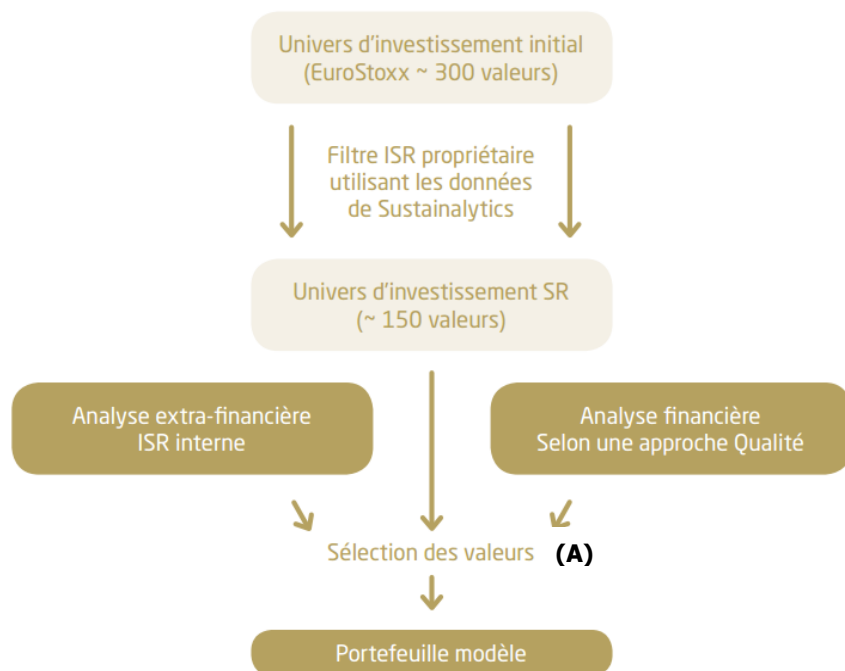 Univers d'investissement initial
(EuroStoxx ~ 300 valeurs)
Filtre ISR propriétaire
utilisant les données
de Sustainalytics
Univers d'investissement SR
(~ 150 valeurs)
Analyse extra-financière
ISR interne
Analyse financière
Selon une approche Qualité
Sélection des valeurs (A)
Portefeuille modèle